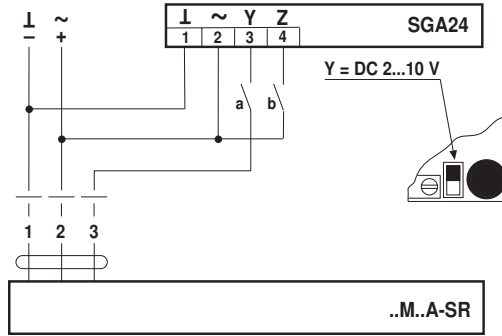 ⊥ ~
− +
⊥ ~ Y Z
1 2 3 4
SGA24
Y = DC 2...10 V
a b
1 2 3
..M..A-SR